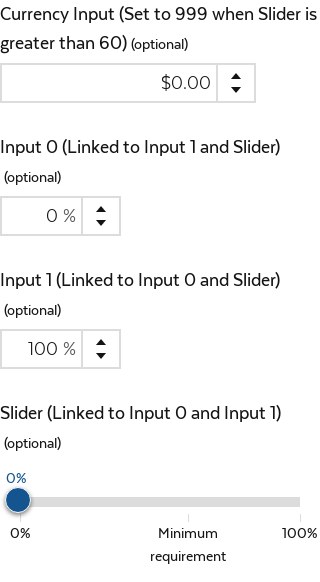 Currency Input (Set to 999 when Slider is
greater than 60) (optional)
$0.00
Input 0 (Linked to Input 1 and Slider)
(optional)
0 %
Input 1 (Linked to Input 0 and Slider)
(optional)
100 %
Slider (Linked to Input 0 and Input 1)
(optional)
0%
0% Minimum 100%
requirement